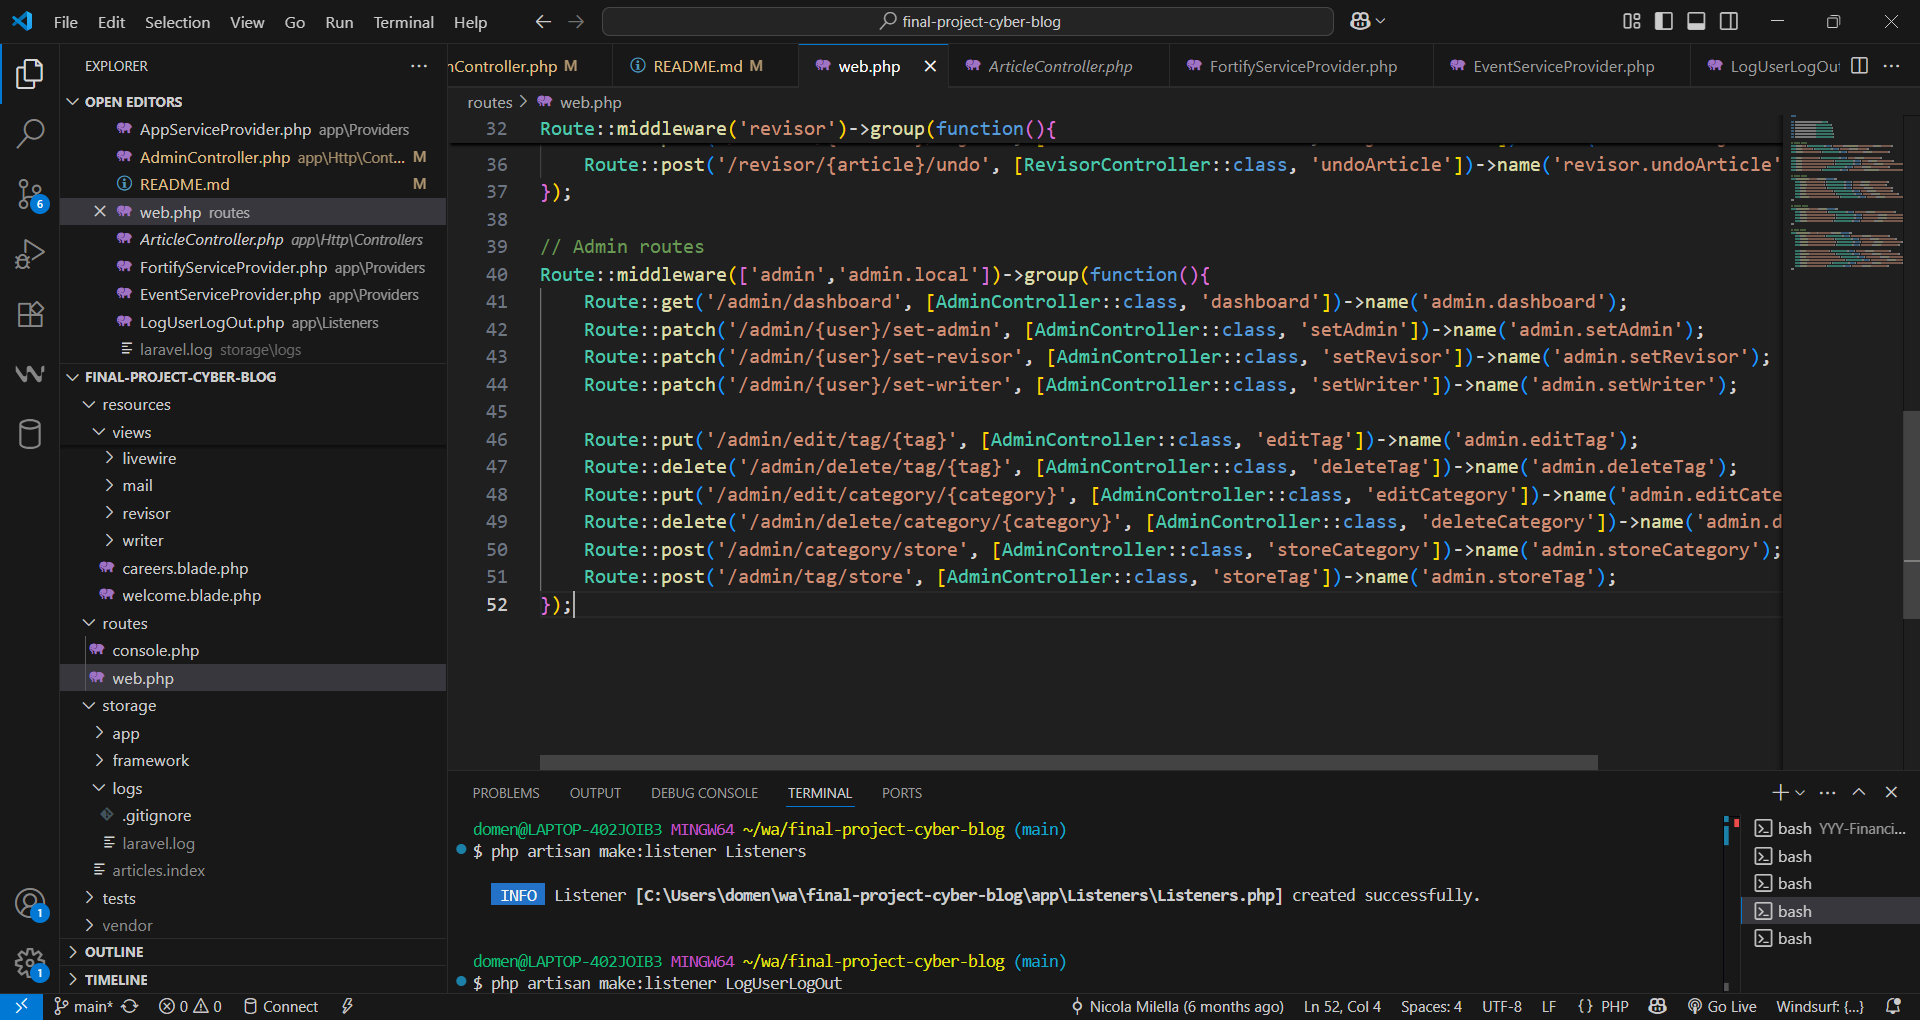 File Edit Selection View Go Run Terminal Help
final-project-cyber-blog
EXPLORER
OPEN EDITORS
AppServiceProvider.php app\Providers
AdminController.php app\Http\Cont... M
README.md M
web.php routes
ArticleController.php app\Http\Controllers
FortifyServiceProvider.php app\Providers
EventServiceProvider.php app\Providers
LogUserLogOut.php app\Listeners
laravel.log storage\logs
FINAL-PROJECT-CYBER-BLOG
resources
views
livewire
mail
revisor
writer
careers.blade.php
welcome.blade.php
routes
console.php
web.php
storage
app
framework
logs
.gitignore
laravel.log
articles.index
tests
vendor
OUTLINE
TIMELINE
6
1
1
nController.php M
README.md M
web.php
ArticleController.php
FortifyServiceProvider.php
EventServiceProvider.php
LogUserLogOut
routes > web.php
32 Route::middleware('revisor')->group(function(){
36 Route::post('/revisor/{article}/undo', [RevisorController::class, 'undoArticle'])->name('revisor.undoArticle'
37 });
38
39 // Admin routes
40 Route::middleware(['admin','admin.local'])->group(function(){
41 Route::get('/admin/dashboard', [AdminController::class, 'dashboard'])->name('admin.dashboard');
42 Route::patch('/admin/{user}/set-admin', [AdminController::class, 'setAdmin'])->name('admin.setAdmin');
43 Route::patch('/admin/{user}/set-revisor', [AdminController::class, 'setRevisor'])->name('admin.setRevisor');
44 Route::patch('/admin/{user}/set-writer', [AdminController::class, 'setWriter'])->name('admin.setWriter');
45
46 Route::put('/admin/edit/tag/{tag}', [AdminController::class, 'editTag'])->name('admin.editTag');
47 Route::delete('/admin/delete/tag/{tag}', [AdminController::class, 'deleteTag'])->name('admin.deleteTag');
48 Route::put('/admin/edit/category/{category}', [AdminController::class, 'editCategory'])->name('admin.editCate
49 Route::delete('/admin/delete/category/{category}', [AdminController::class, 'deleteCategory'])->name('admin.d
50 Route::post('/admin/category/store', [AdminController::class, 'storeCategory'])->name('admin.storeCategory');
51 Route::post('/admin/tag/store', [AdminController::class, 'storeTag'])->name('admin.storeTag');
52 });
PROBLEMS OUTPUT DEBUG CONSOLE TERMINAL PORTS
domen@LAPTOP-402JOIB3 MINGW64 ~/wa/final-project-cyber-blog (main)
$ php artisan make:listener Listeners
INFO Listener [C:\Users\domen\wa\final-project-cyber-blog\app\Listeners\Listeners.php] created successfully.
domen@LAPTOP-402JOIB3 MINGW64 ~/wa/final-project-cyber-blog (main)
$ php artisan make:listener LogUserLogOut
bash YYY-Financi...
bash
bash
bash
bash
main* 0 0 Connect
Nicola Milella (6 months ago) Ln 52, Col 4 Spaces: 4 UTF-8 LF {} PHP Go Live Windsurf: {...}